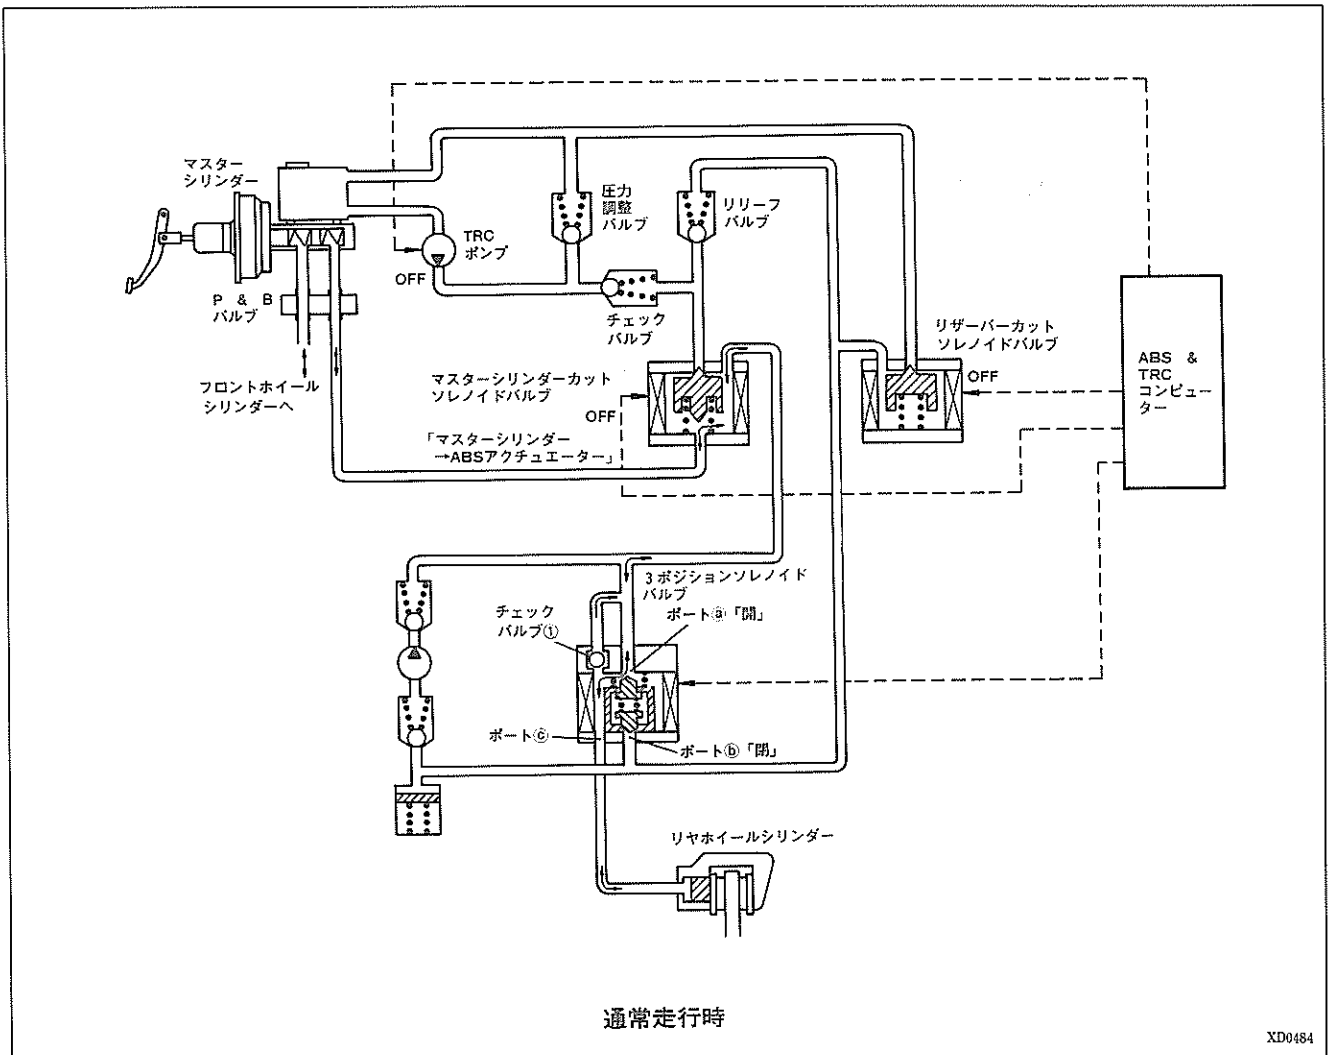 マスター
シリンダー
圧力
調整
バルブ
リリーフ
バルブ
TRC
ポンプ
OFF
P & B
バルブ
チェック
バルブ
リザーバーカット
ソレノイドバルブ
OFF
ABS &
TRC
コンピュー
ター
フロントホイール
シリンダーへ
マスターシリンダーカット
ソレノイドバルブ
OFF
「マスターシリンダー
→ABSアクチュエーター」
3ポジションソレノイド
バルブ
チェック
バルブ①
ポートⓐ「開」
ポートⓒ
ポートⓑ「閉」
リヤホイールシリンダー
通常走行時
XD0484